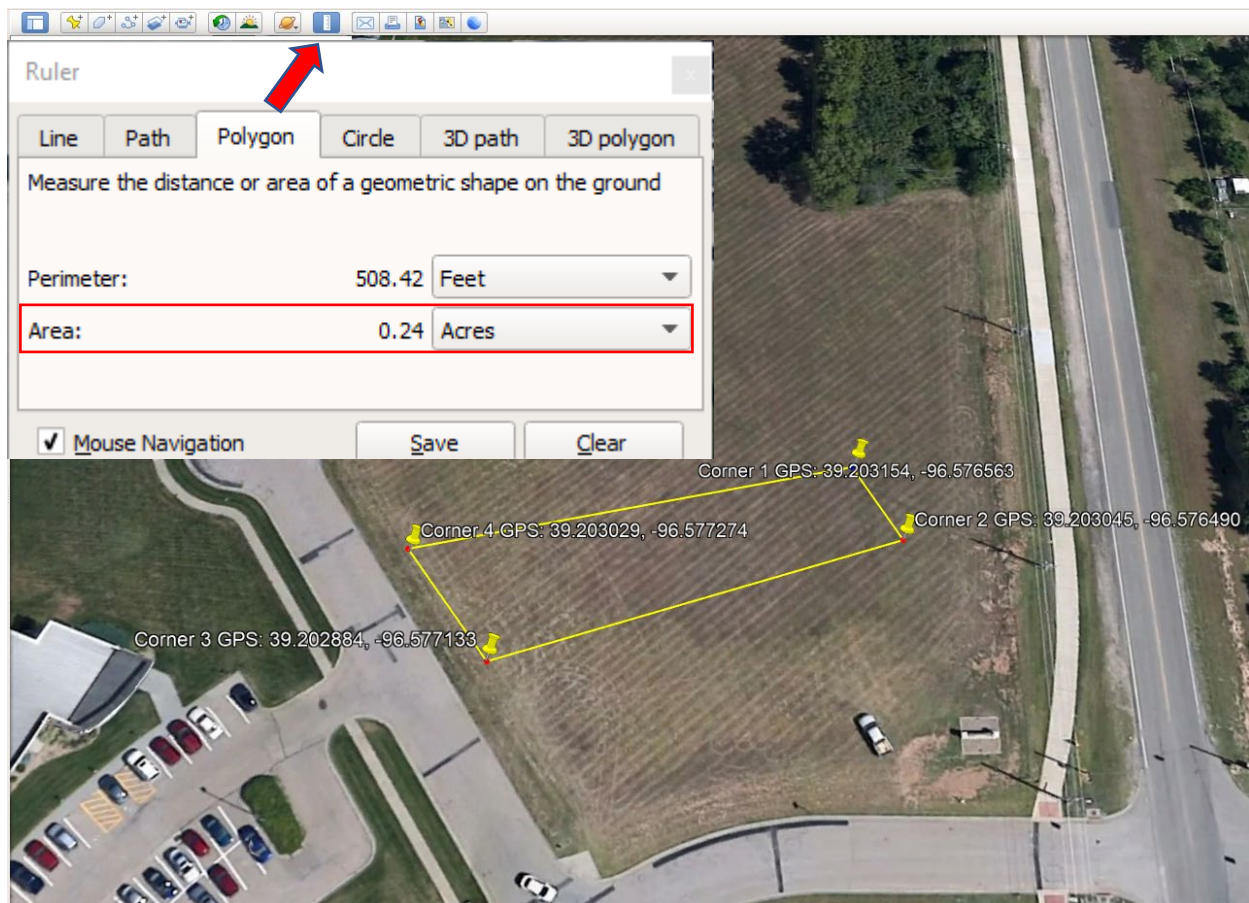 Ruler
x
Line Path Polygon Circle 3D path 3D polygon
Measure the distance or area of a geometric shape on the ground
Perimeter: 508.42 Feet
Area: 0.24 Acres
Mouse Navigation Save Clear
Corner 1 GPS: 39.203154, -96.576563
Corner 4 GPS: 39.203029, -96.577274
Corner 2 GPS: 39.203045, -96.576490
Corner 3 GPS: 39.202884, -96.577133